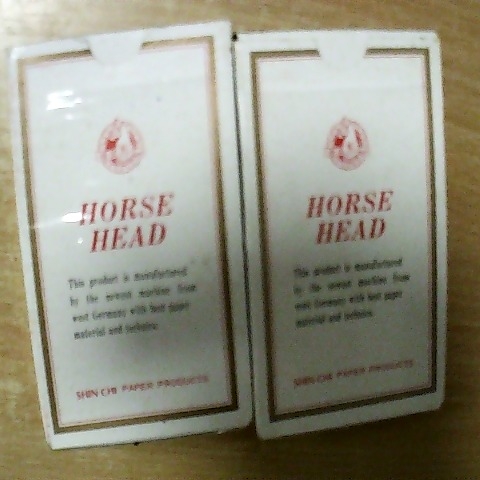 HORSE
HEAD
This product is manufactured
by the newest machine from
west Germany with best paper
material and technics.
SHIN-CHI PAPER PRODUCTS
HORSE
HEAD
This product is manufactured
by the newest machine from
west Germany with best paper
material and technics.
SHIN-CHI PAPER PRODUCTS